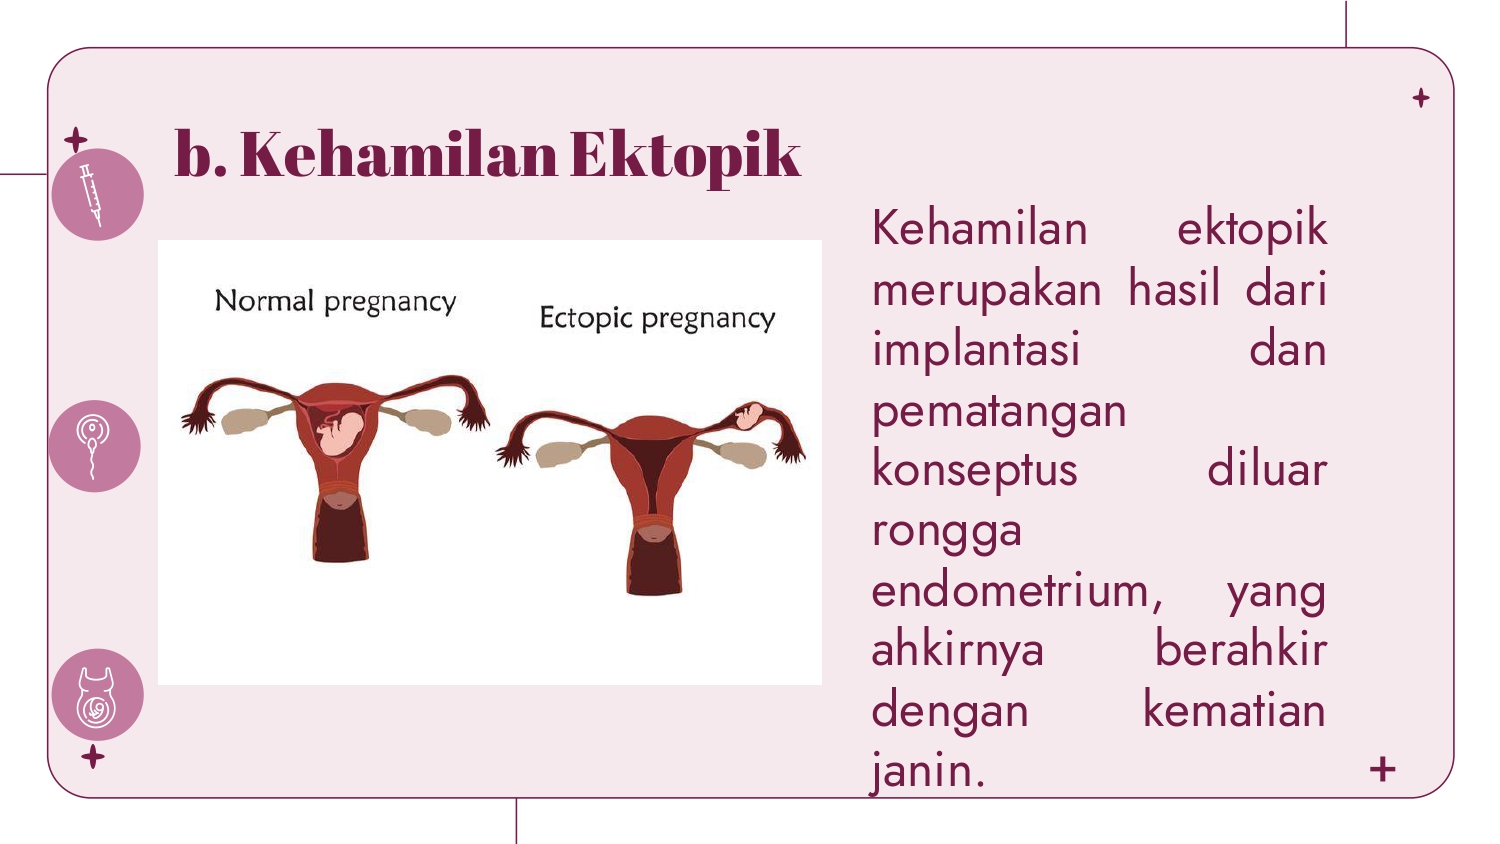 b. Kehamilan Ektopik
Normal pregnancy
Ectopic pregnancy
Kehamilan ektopik
merupakan hasil dari
implantasi dan
pematangan
konseptus diluar
rongga
endometrium, yang
ahkirnya berahkir
dengan kematian
janin.